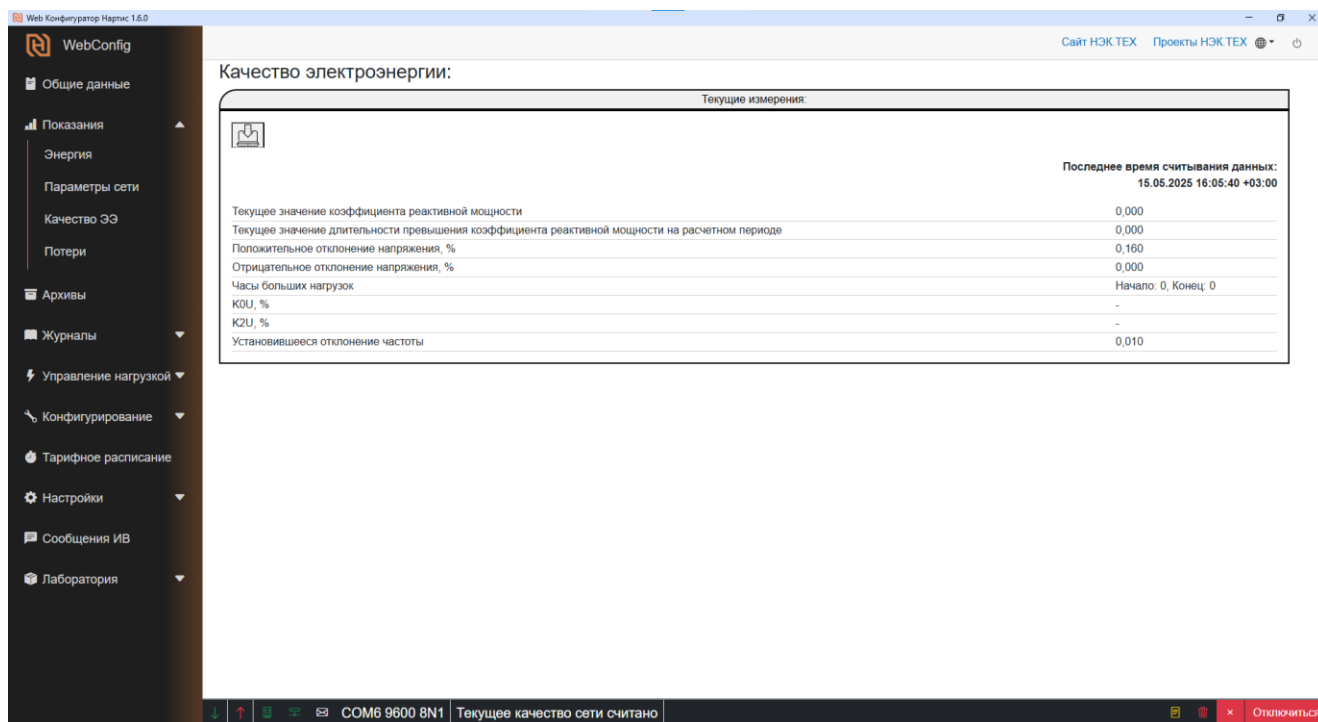 Web Конфигуратор Нартис 1.6.0
WebConfig
Сайт НЭК.ТЕХ Проекты НЭК.ТЕХ
Общие данные
Показания
Энергия
Параметры сети
Качество ЭЭ
Потери
Архивы
Журналы
Управление нагрузкой
Конфигурирование
Тарифное расписание
Настройки
Сообщения ИВ
Лаборатория
Качество электроэнергии:
Текущие измерения:
Последнее время считывания данных:
15.05.2025 16:05:40 +03:00
Текущее значение коэффициента реактивной мощности 0,000
Текущее значение длительности превышения коэффициента реактивной мощности на расчетном периоде 0,000
Положительное отклонение напряжения, % 0,160
Отрицательное отклонение напряжения, % 0,000
Часы больших нагрузок Начало: 0, Конец: 0
K0U, % -
K2U, % -
Установившееся отклонение частоты 0,010
COM6 9600 8N1 Текущее качество сети считано Отключиться